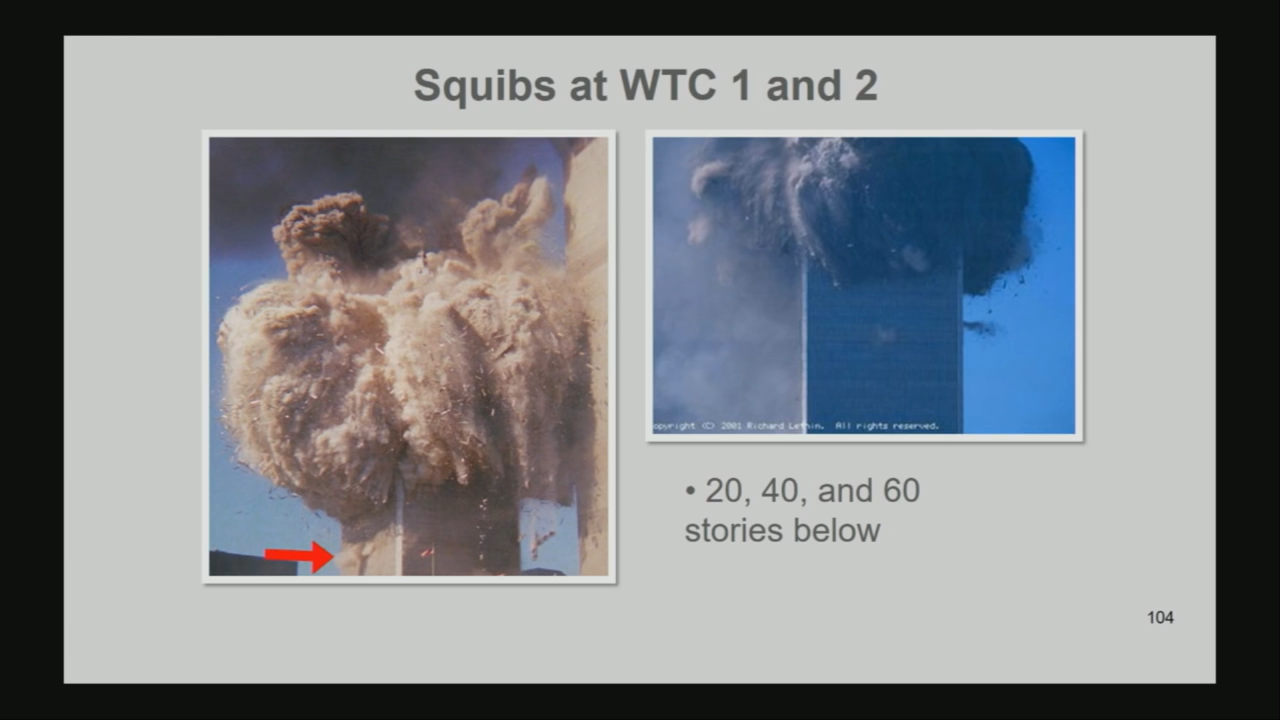 Squibs at WTC 1 and 2
opyright (C) 2001 Richard Lethin. All rights reserved.
• 20, 40, and 60
stories below
104